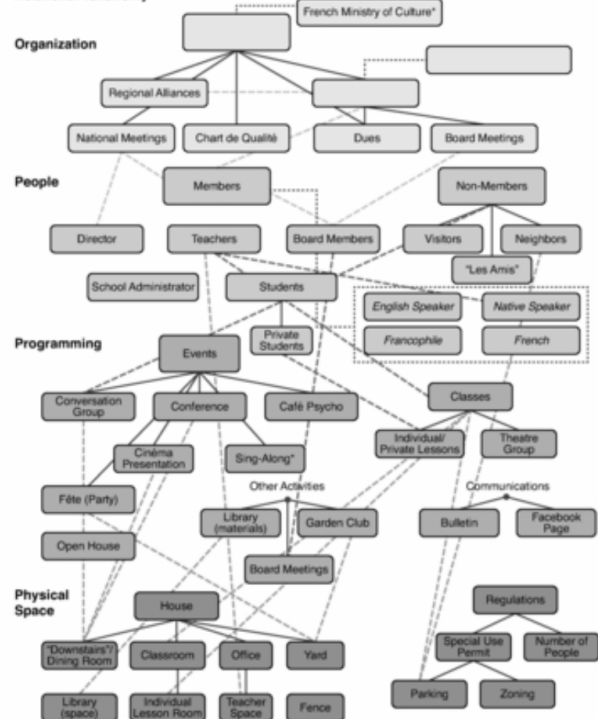 French Ministry of Culture*
Organization
Regional Alliances
National Meetings
Chart de Qualité
Dues
Board Meetings
People
Members
Non-Members
Director
Teachers
Board Members
Visitors
Neighbors
"Les Amis"
School Administrator
Students
English Speaker
Native Speaker
Francophile
French
Private
Students
Programming
Events
Conversation
Group
Conference
Café Psycho
Classes
Cinéma
Presentation
Sing-Along*
Individual/
Private Lessons
Theatre
Group
Fête (Party)
Other Activities
Communications
Library
(materials)
Garden Club
Bulletin
Facebook
Page
Open House
Board Meetings
Physical
Space
House
Regulations
"Downstairs"/
Dining Room
Classroom
Office
Yard
Special Use
Permit
Number of
People
Library
(space)
Individual
Lesson Room
Teacher
Space
Fence
Parking
Zoning